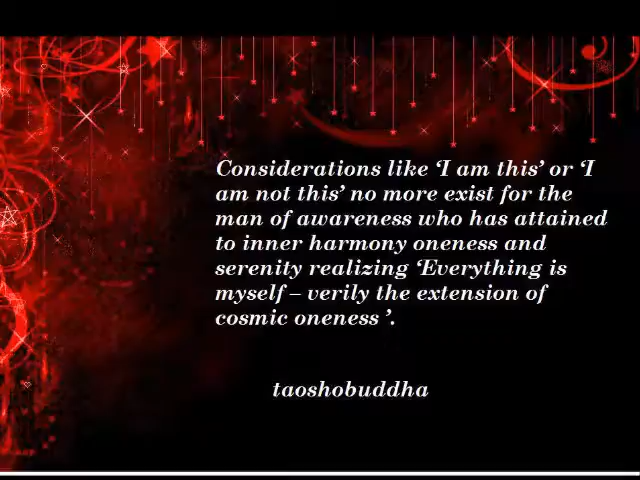 Considerations like ‘I am this’ or ‘I
am not this’ no more exist for the
man of awareness who has attained
to inner harmony oneness and
serenity realizing ‘Everything is
myself – verily the extension of
cosmic oneness ’.
taoshobuddha